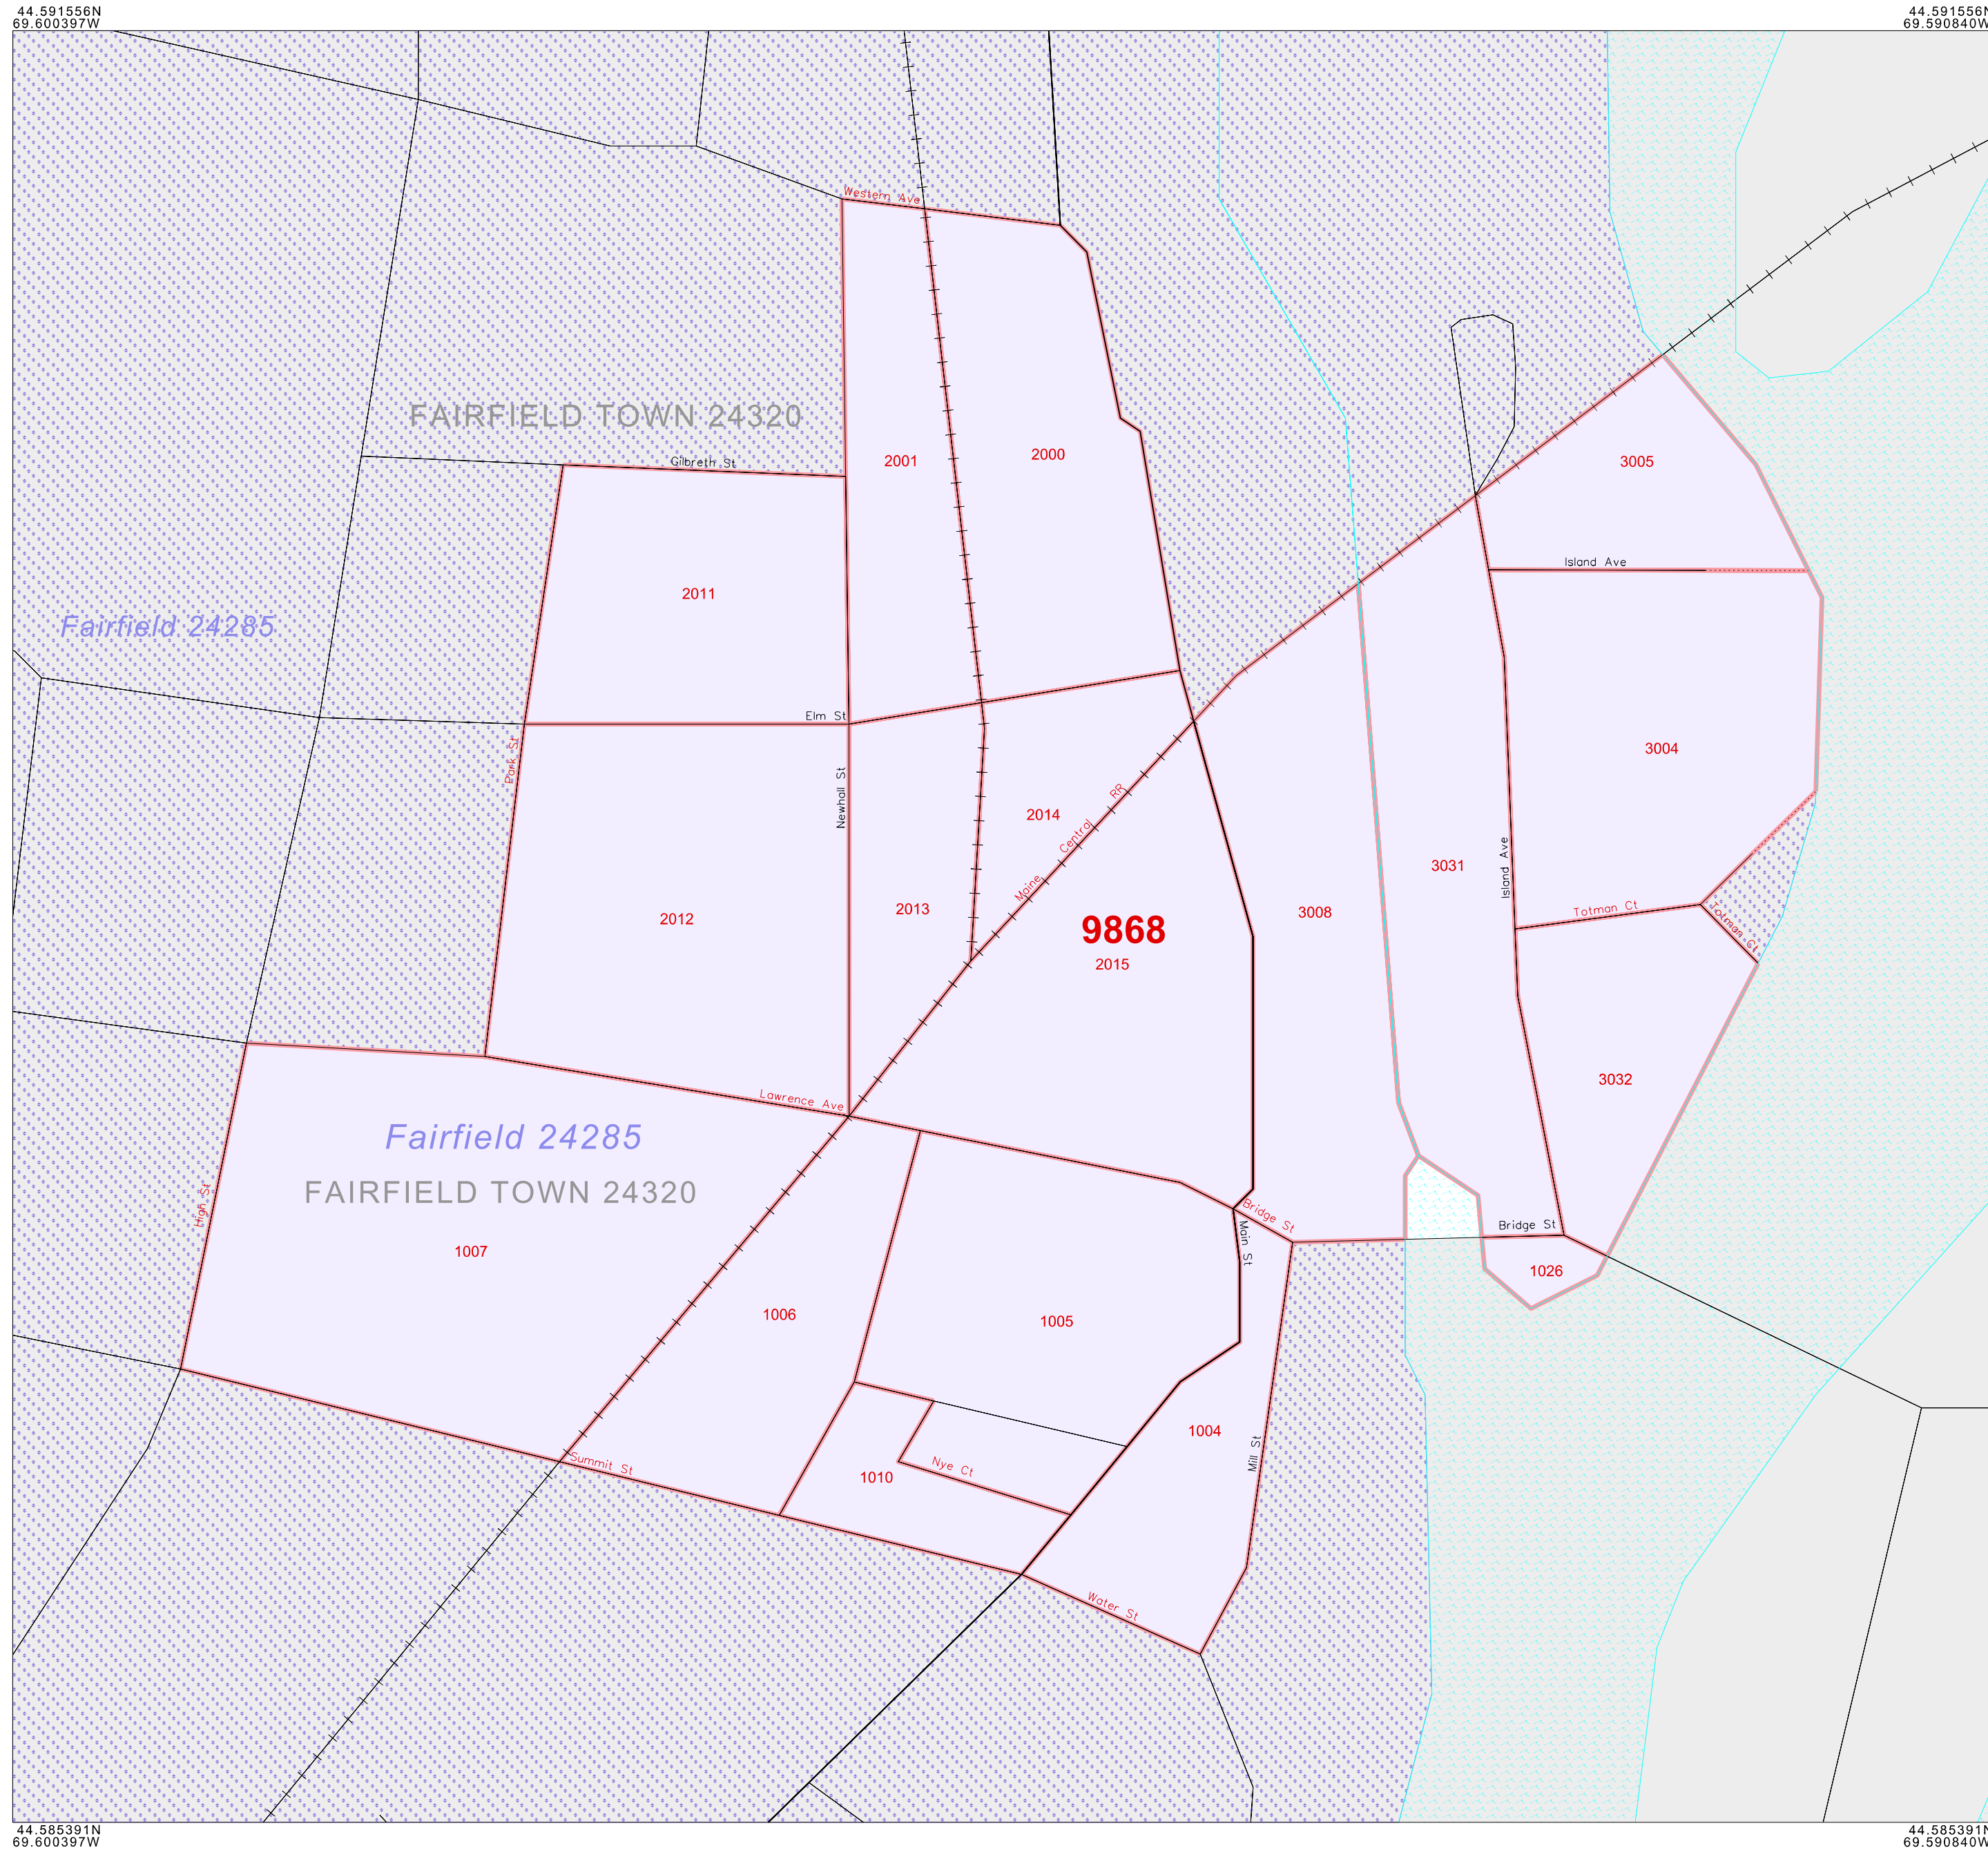 44.591556N
69.600397W
44.591556N
69.590840W
Western Ave
FAIRFIELD TOWN 24320
Gilbreth St
2001
2000
3005
Island Ave
2011
Fairfield 24285
Elm St
Park St
Newhall St
3004
2014
Maine Central RR
3031
Island Ave
2013
2012
9868
2015
3008
Totman Ct
Totman Ct
3032
Lawrence Ave
Fairfield 24285
FAIRFIELD TOWN 24320
High St
1007
Bridge St
Main St
Bridge St
1026
1006
1005
1004
Mill St
Summit St
Nye Ct
1010
Water St
44.585391N
69.600397W
44.585391N
69.590840W